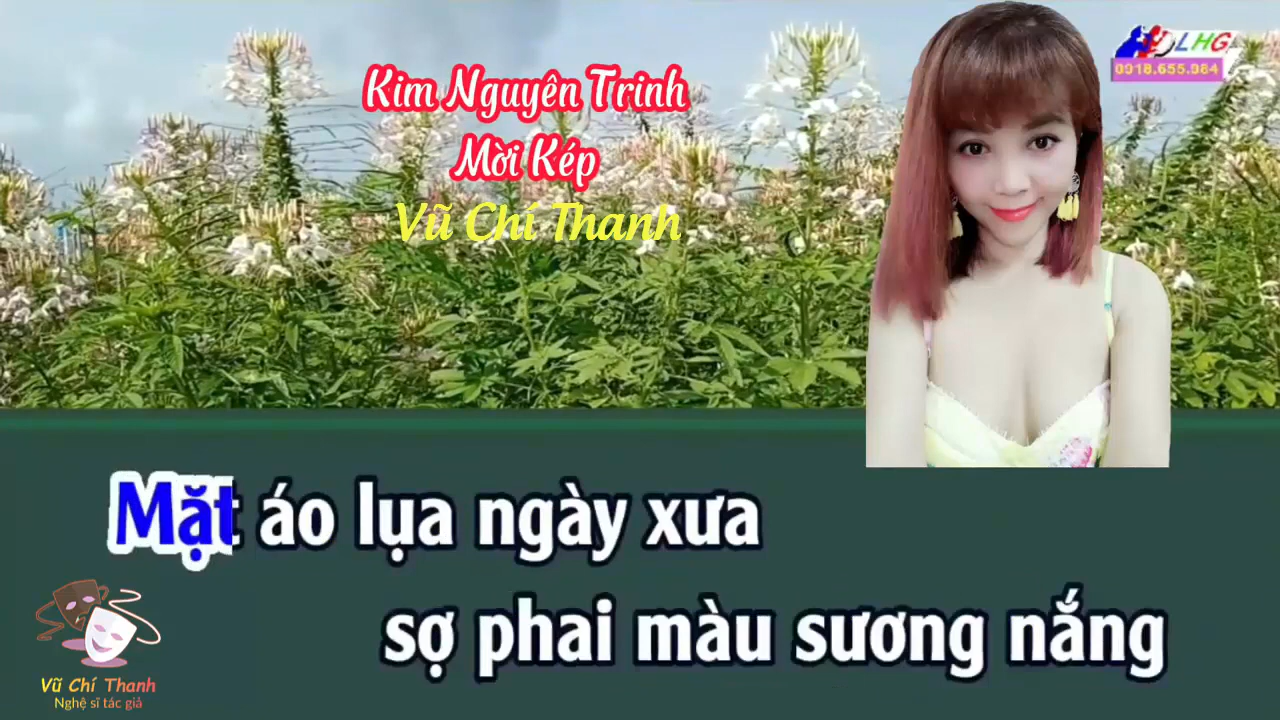 Kim Nguyên Trinh
Mời Kép
Vũ Chí Thanh
LHG
0918.655.984
Mặt áo lụa ngày xưa
sợ phai màu sương nắng
Vũ Chí Thanh
Nghệ sĩ tác giả